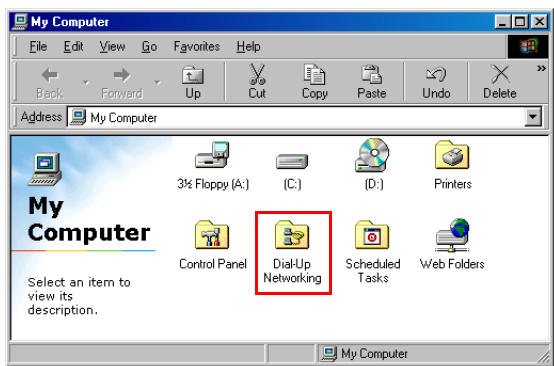 My Computer
File Edit View Go Favorites Help
Back Forward Up Cut Copy Paste Undo Delete »
Address My Computer
My
Computer
Select an item to
view its
description.
3½ Floppy (A:) (C:) (D:) Printers
Control Panel Dial-Up
Networking Scheduled
Tasks Web Folders
My Computer